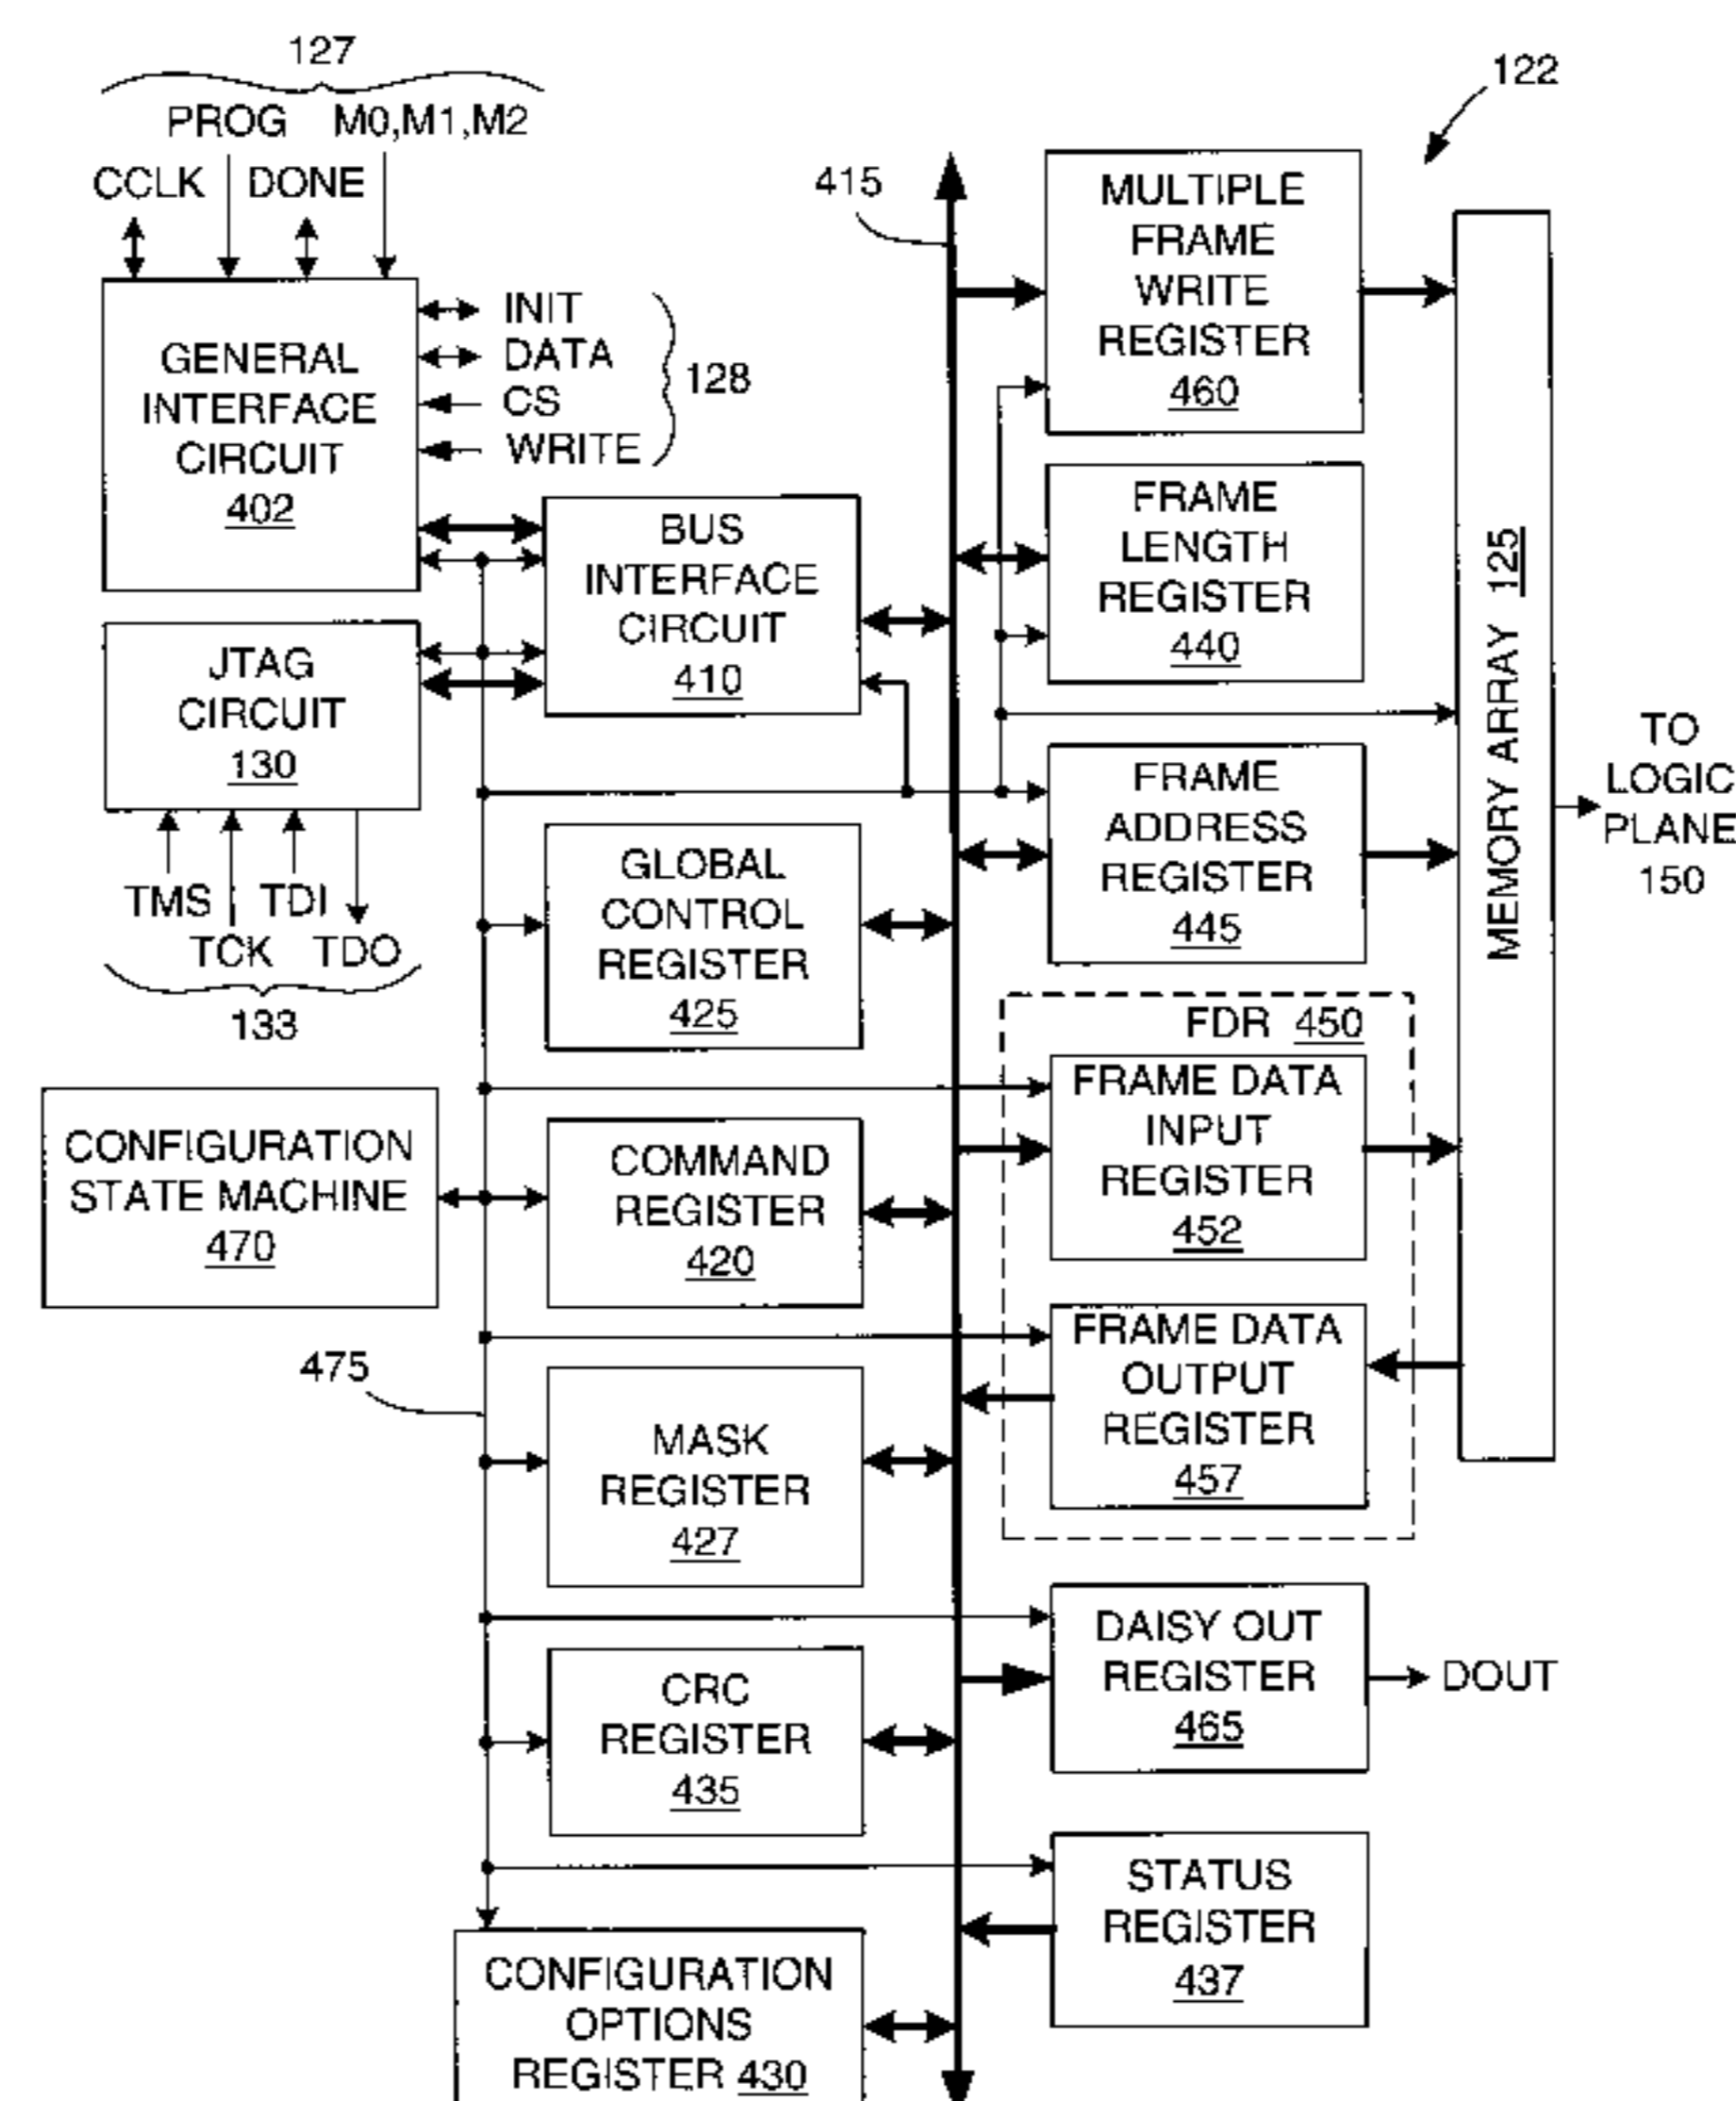 127
PROG M0,M1,M2
CCLK DONE
GENERAL
INTERFACE
CIRCUIT
402
INIT
DATA
CS
WRITE
128
JTAG
CIRCUIT
130
TMS TDI
TCK TDO
133
BUS
INTERFACE
CIRCUIT
410
GLOBAL
CONTROL
REGISTER
425
CONFIGURATION
STATE MACHINE
470
COMMAND
REGISTER
420
475
MASK
REGISTER
427
CRC
REGISTER
435
CONFIGURATION
OPTIONS
REGISTER 430
415
122
MULTIPLE
FRAME
WRITE
REGISTER
460
FRAME
LENGTH
REGISTER
440
FRAME
ADDRESS
REGISTER
445
FDR 450
FRAME DATA
INPUT
REGISTER
452
FRAME DATA
OUTPUT
REGISTER
457
DAISY OUT
REGISTER
465
DOUT
STATUS
REGISTER
437
MEMORY ARRAY 125
TO
LOGIC
PLANE
150